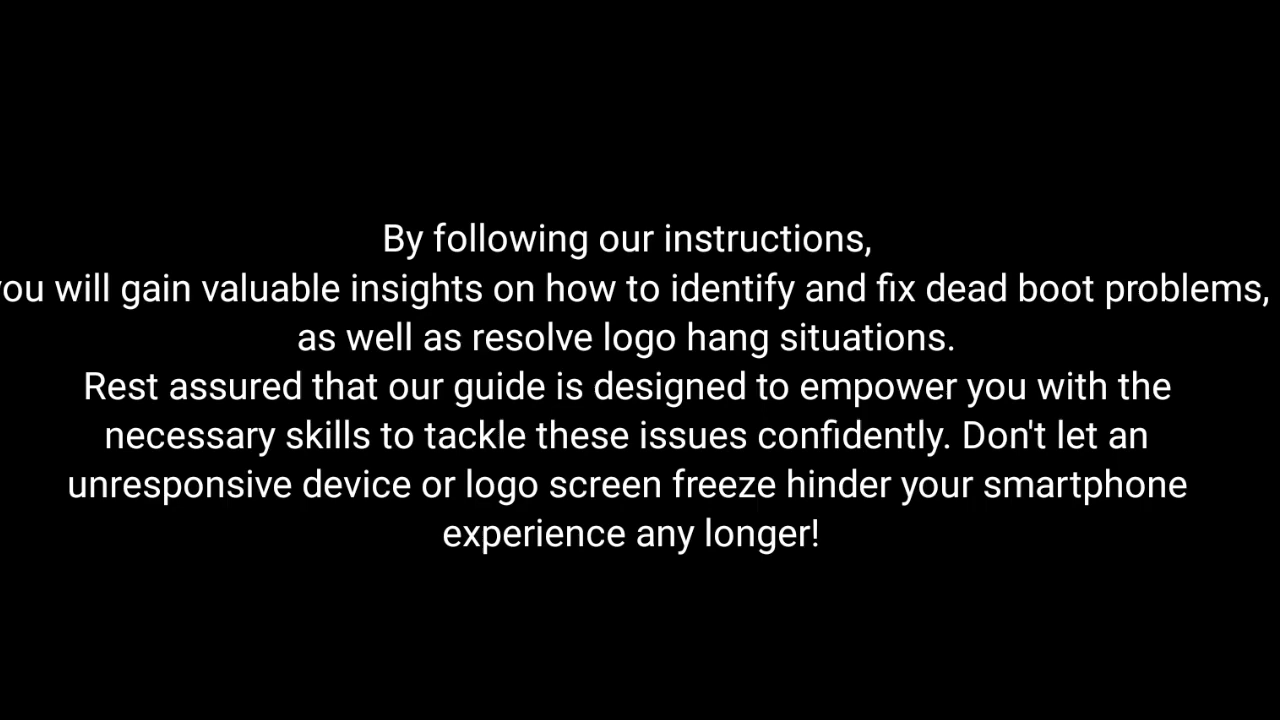 By following our instructions,
you will gain valuable insights on how to identify and fix dead boot problems,
as well as resolve logo hang situations.
Rest assured that our guide is designed to empower you with the
necessary skills to tackle these issues confidently. Don't let an
unresponsive device or logo screen freeze hinder your smartphone
experience any longer!